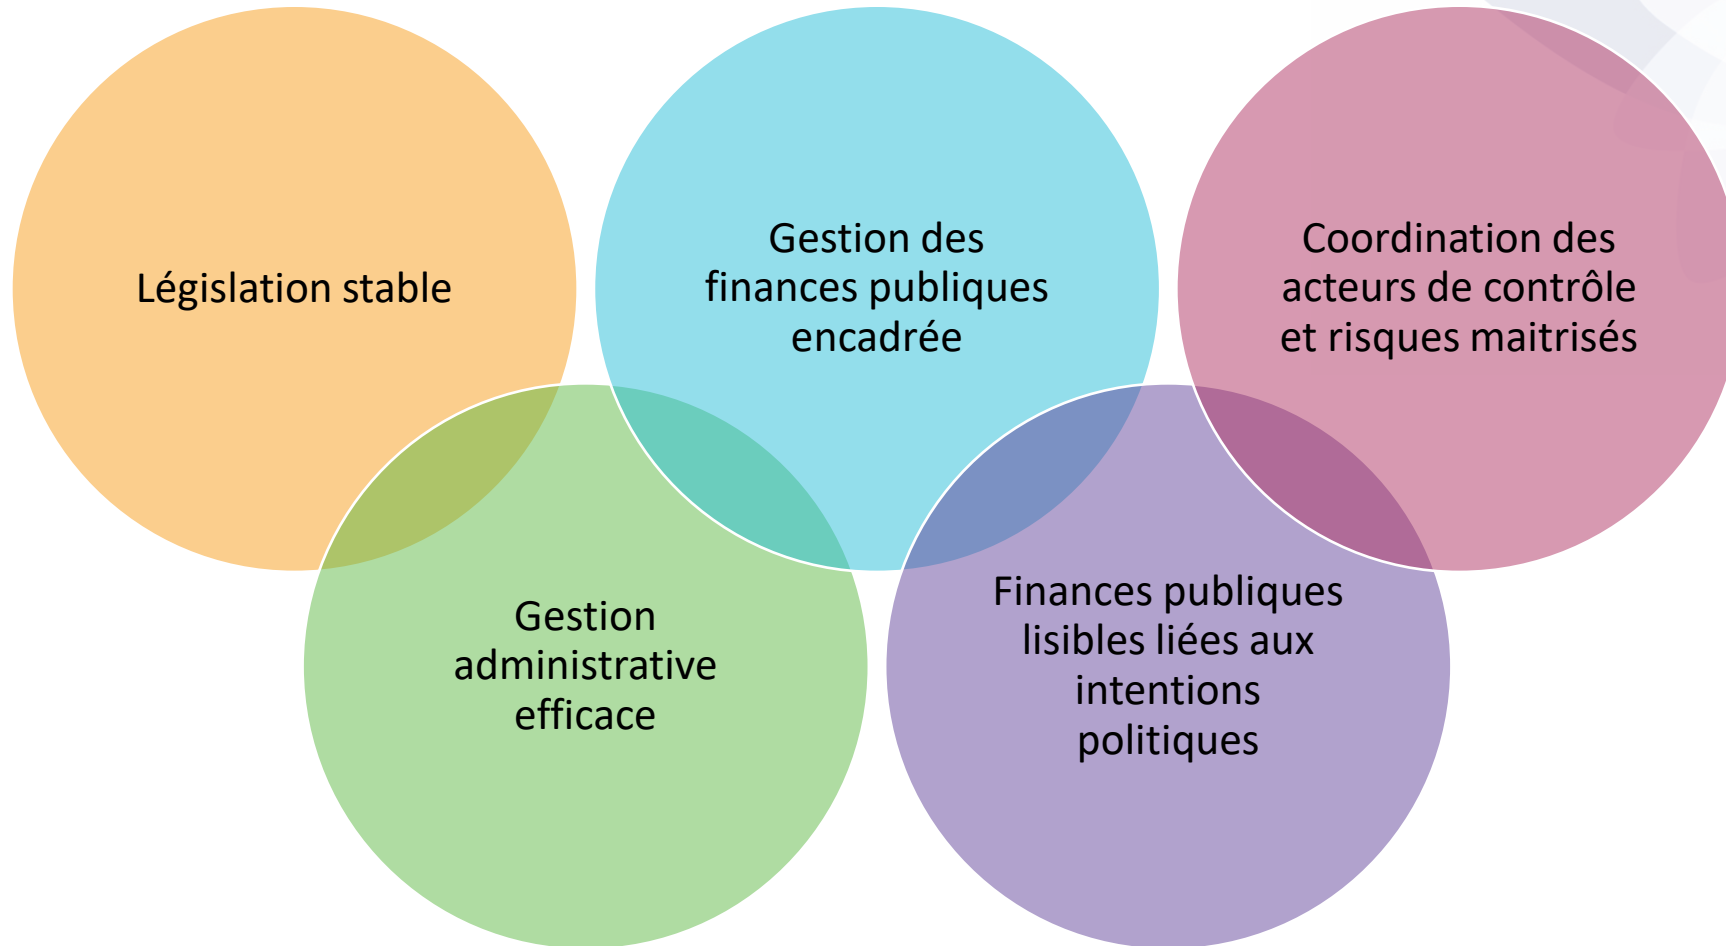 Législation stable
Gestion des
finances publiques
encadrée
Coordination des
acteurs de contrôle
et risques maitrisés
Gestion
administrative
efficace
Finances publiques
lisibles liées aux
intentions
politiques